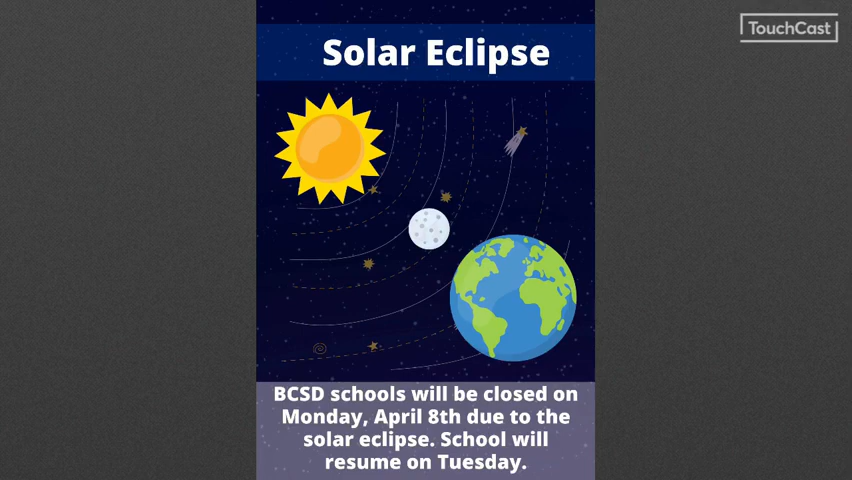 Solar Eclipse
TouchCast
BCSD schools will be closed on
Monday, April 8th due to the
solar eclipse. School will
resume on Tuesday.